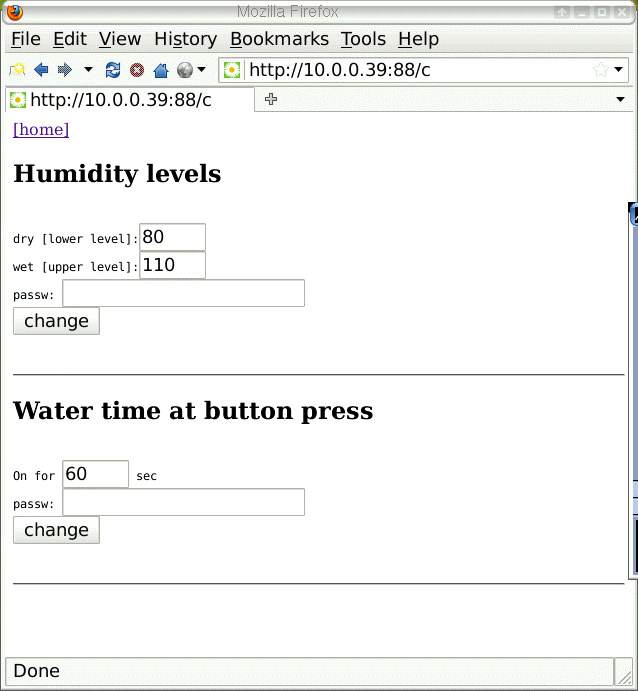 Mozilla Firefox
File Edit View History Bookmarks Tools Help
http://10.0.0.39:88/c
http://10.0.0.39:88/c
[home]
Humidity levels
dry [lower level]: 80
wet [upper level]: 110
passw:
change
Water time at button press
On for 60 sec
passw:
change
Done